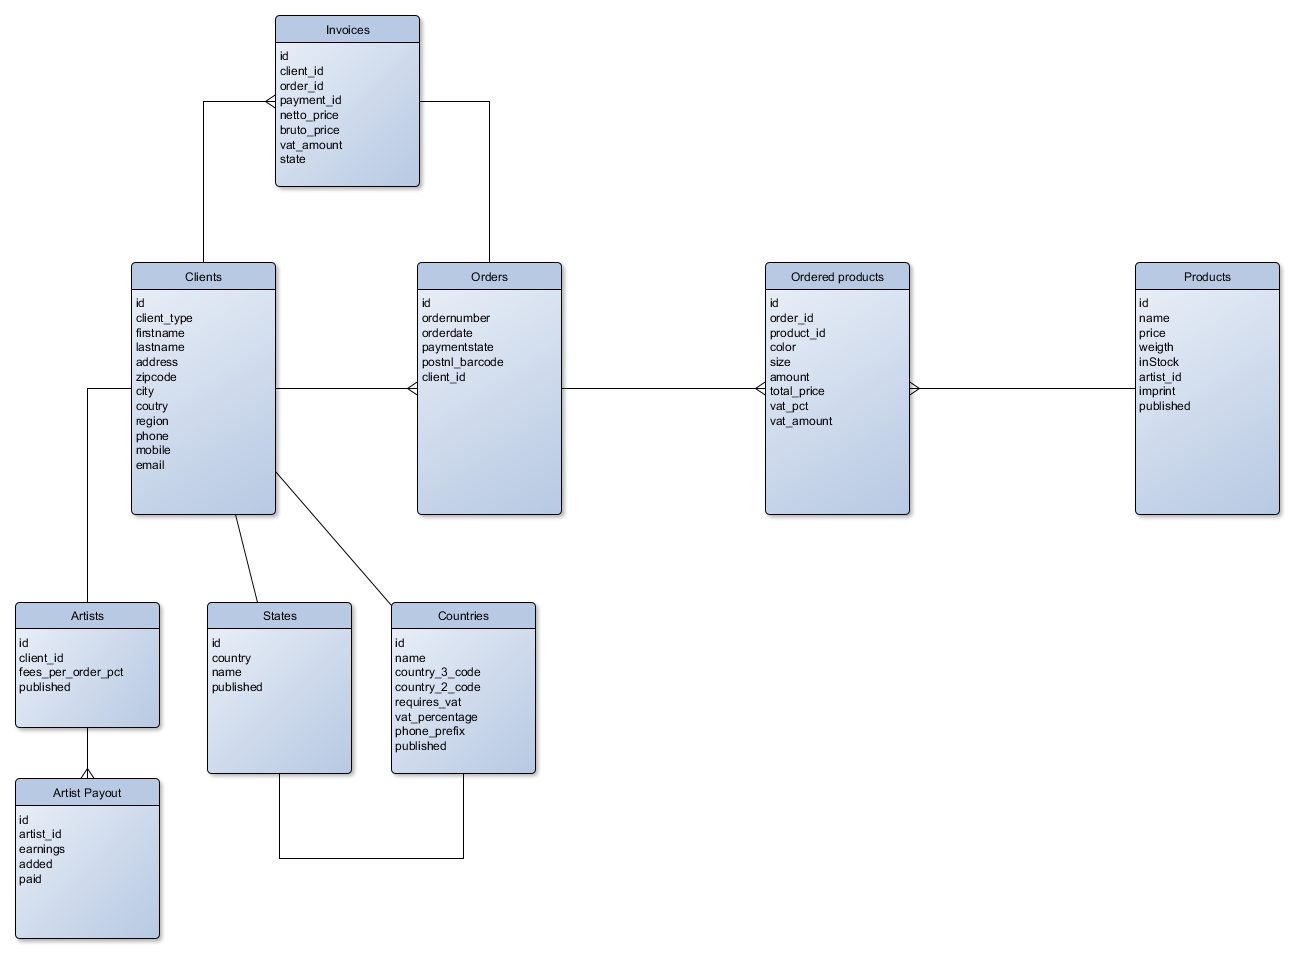 Invoices
id
client_id
order_id
payment_id
netto_price
bruto_price
vat_amount
state
Clients
id
client_type
firstname
lastname
address
zipcode
city
coutry
region
phone
mobile
email
Orders
id
ordernumber
orderdate
paymentstate
postnl_barcode
client_id
Ordered products
id
order_id
product_id
color
size
amount
total_price
vat_pct
vat_amount
Products
id
name
price
weigth
inStock
artist_id
imprint
published
Artists
id
client_id
fees_per_order_pct
published
States
id
country
name
published
Countries
id
name
country_3_code
country_2_code
requires_vat
vat_percentage
phone_prefix
published
Artist Payout
id
artist_id
earnings
added
paid